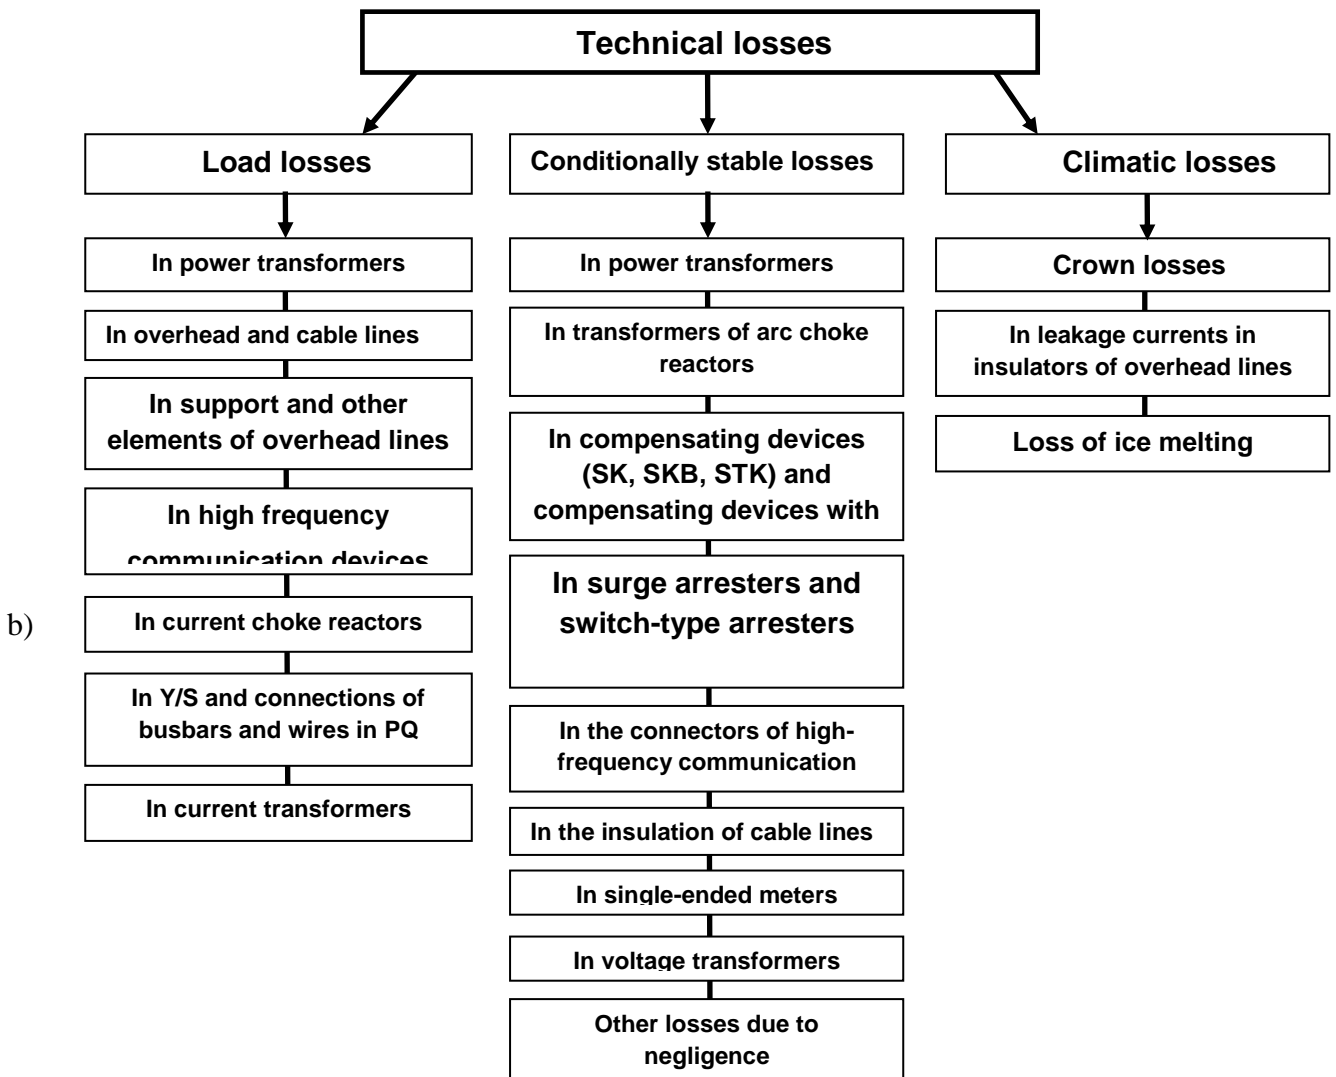 Technical losses
Load losses
In power transformers
In overhead and cable lines
In support and other
elements of overhead lines
In high frequency
communication devices
In current choke reactors
In Y/S and connections of
busbars and wires in PQ
In current transformers
Conditionally stable losses
In power transformers
In transformers of arc choke
reactors
In compensating devices
(SK, SKB, STK) and
compensating devices with
In surge arresters and
switch-type arresters
In the connectors of high-
frequency communication
In the insulation of cable lines
In single-ended meters
In voltage transformers
Other losses due to
negligence
Climatic losses
Crown losses
In leakage currents in
insulators of overhead lines
Loss of ice melting
b)